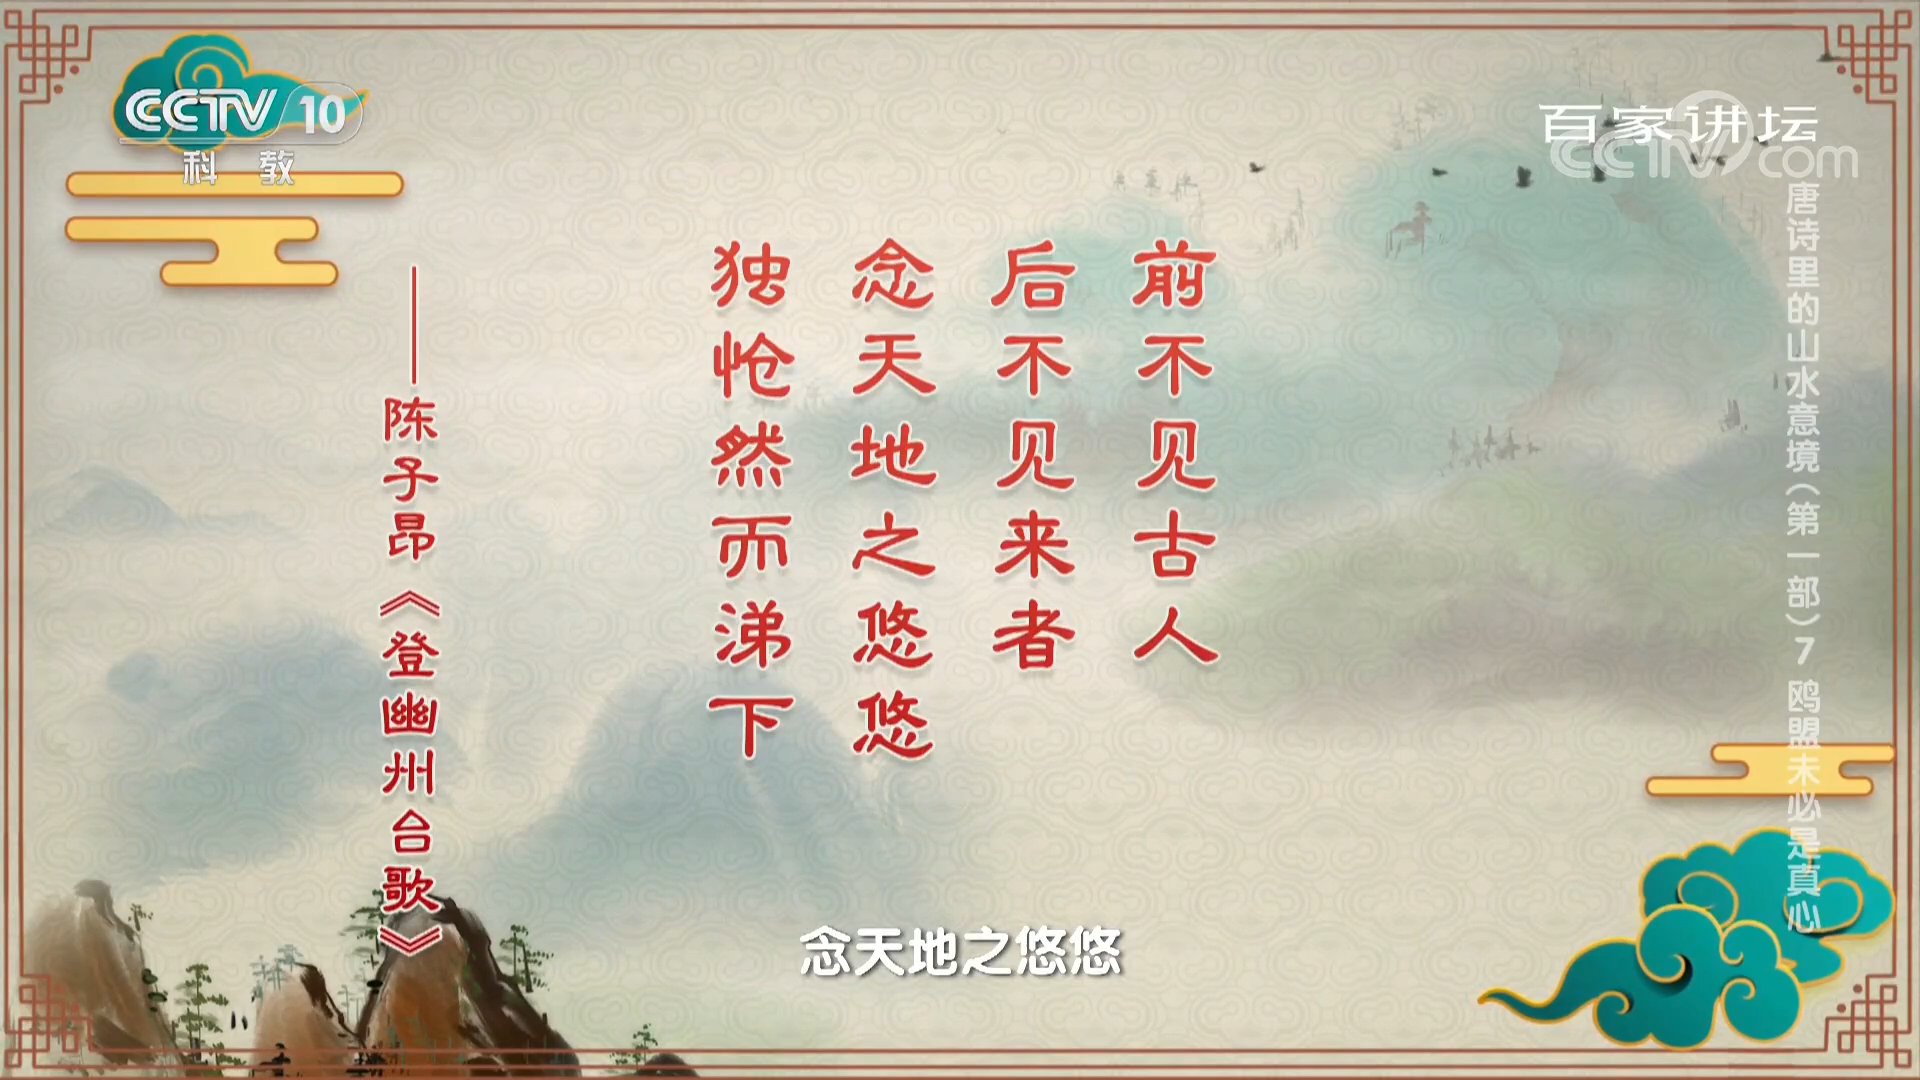 CCTV 10
科 教
百家讲坛
CCTV.com
唐诗里的山水意境（第一部）7 鸥盟未必是真心
前不见古人
后不见来者
念天地之悠悠
独怆然而涕下
——陈子昂《登幽州台歌》
念天地之悠悠